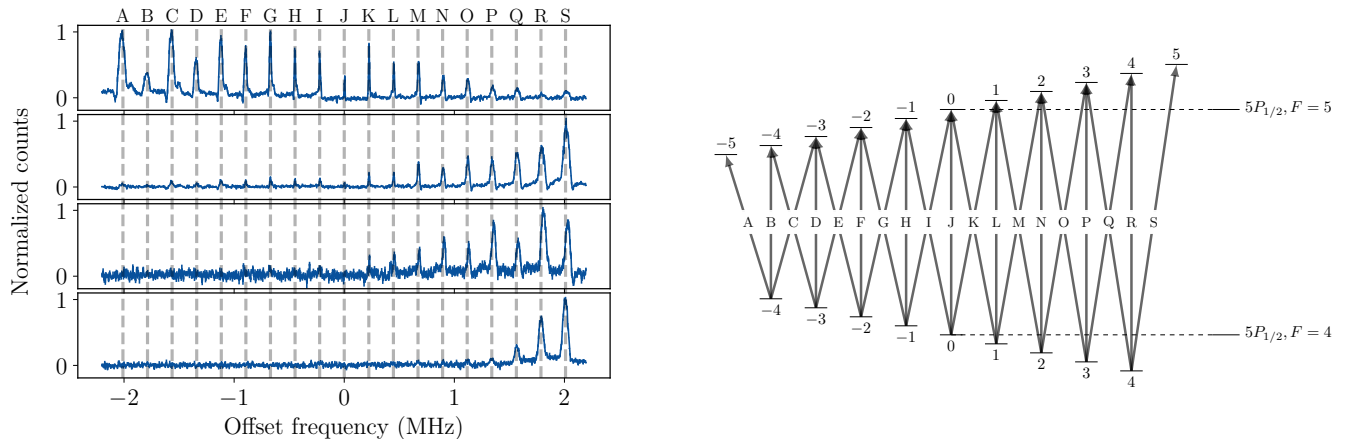 A B C D E F G H I J K L M N O P Q R S
1
0
1
0
1
0
1
0
−2 −1 0 1 2
Offset frequency (MHz)
Normalized counts
−5 −4 −3 −2 −1 0 1 2 3 4 5
5P1/2, F = 5
A B C D E F G H I J K L M N O P Q R S
−4 −3 −2 −1 0 1 2 3 4
5P1/2, F = 4